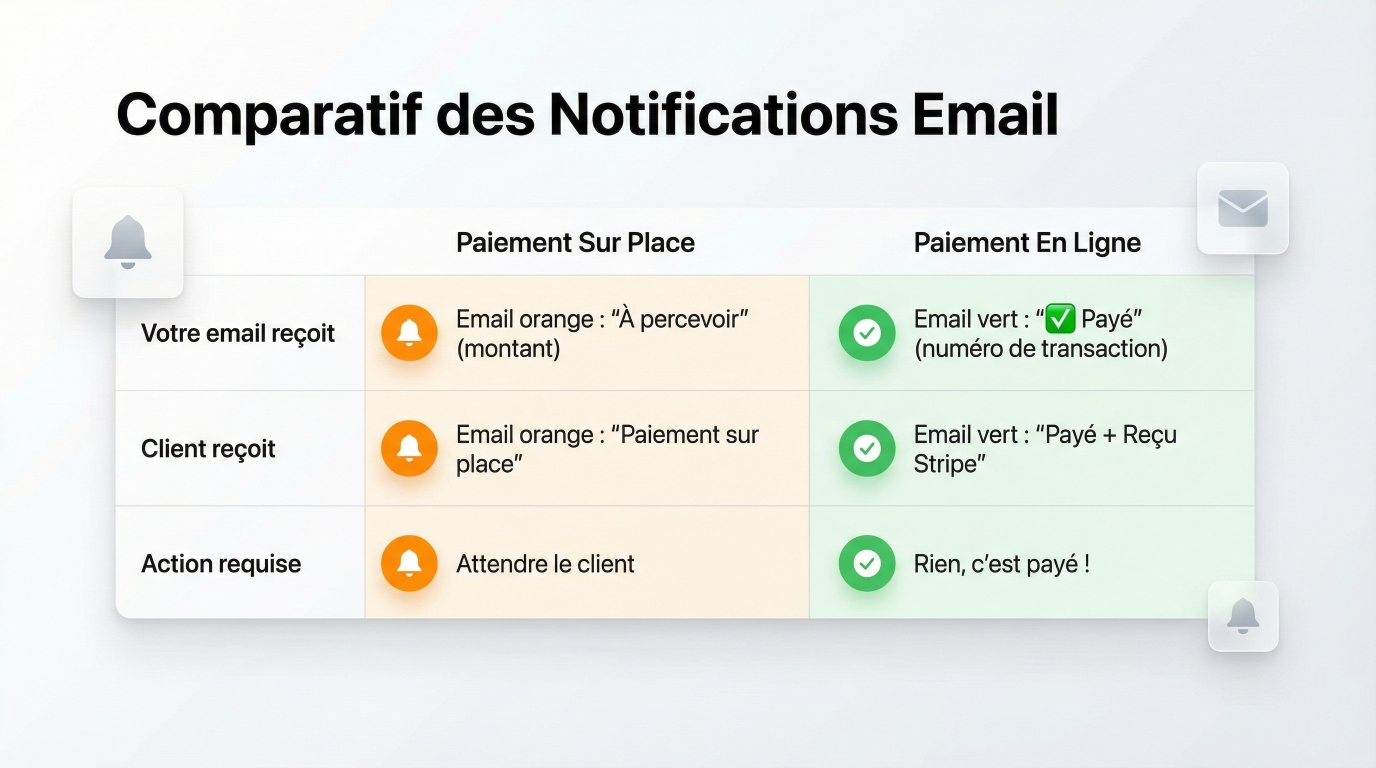 Comparatif des Notifications Email
Paiement Sur Place
Paiement En Ligne
Votre email reçoit
Email orange : “À percevoir”
(montant)
Email vert : “✅ Payé”
(numéro de transaction)
Client reçoit
Email orange : “Paiement sur
place”
Email vert : “Payé + Reçu
Stripe”
Action requise
Attendre le client
Rien, c’est payé !